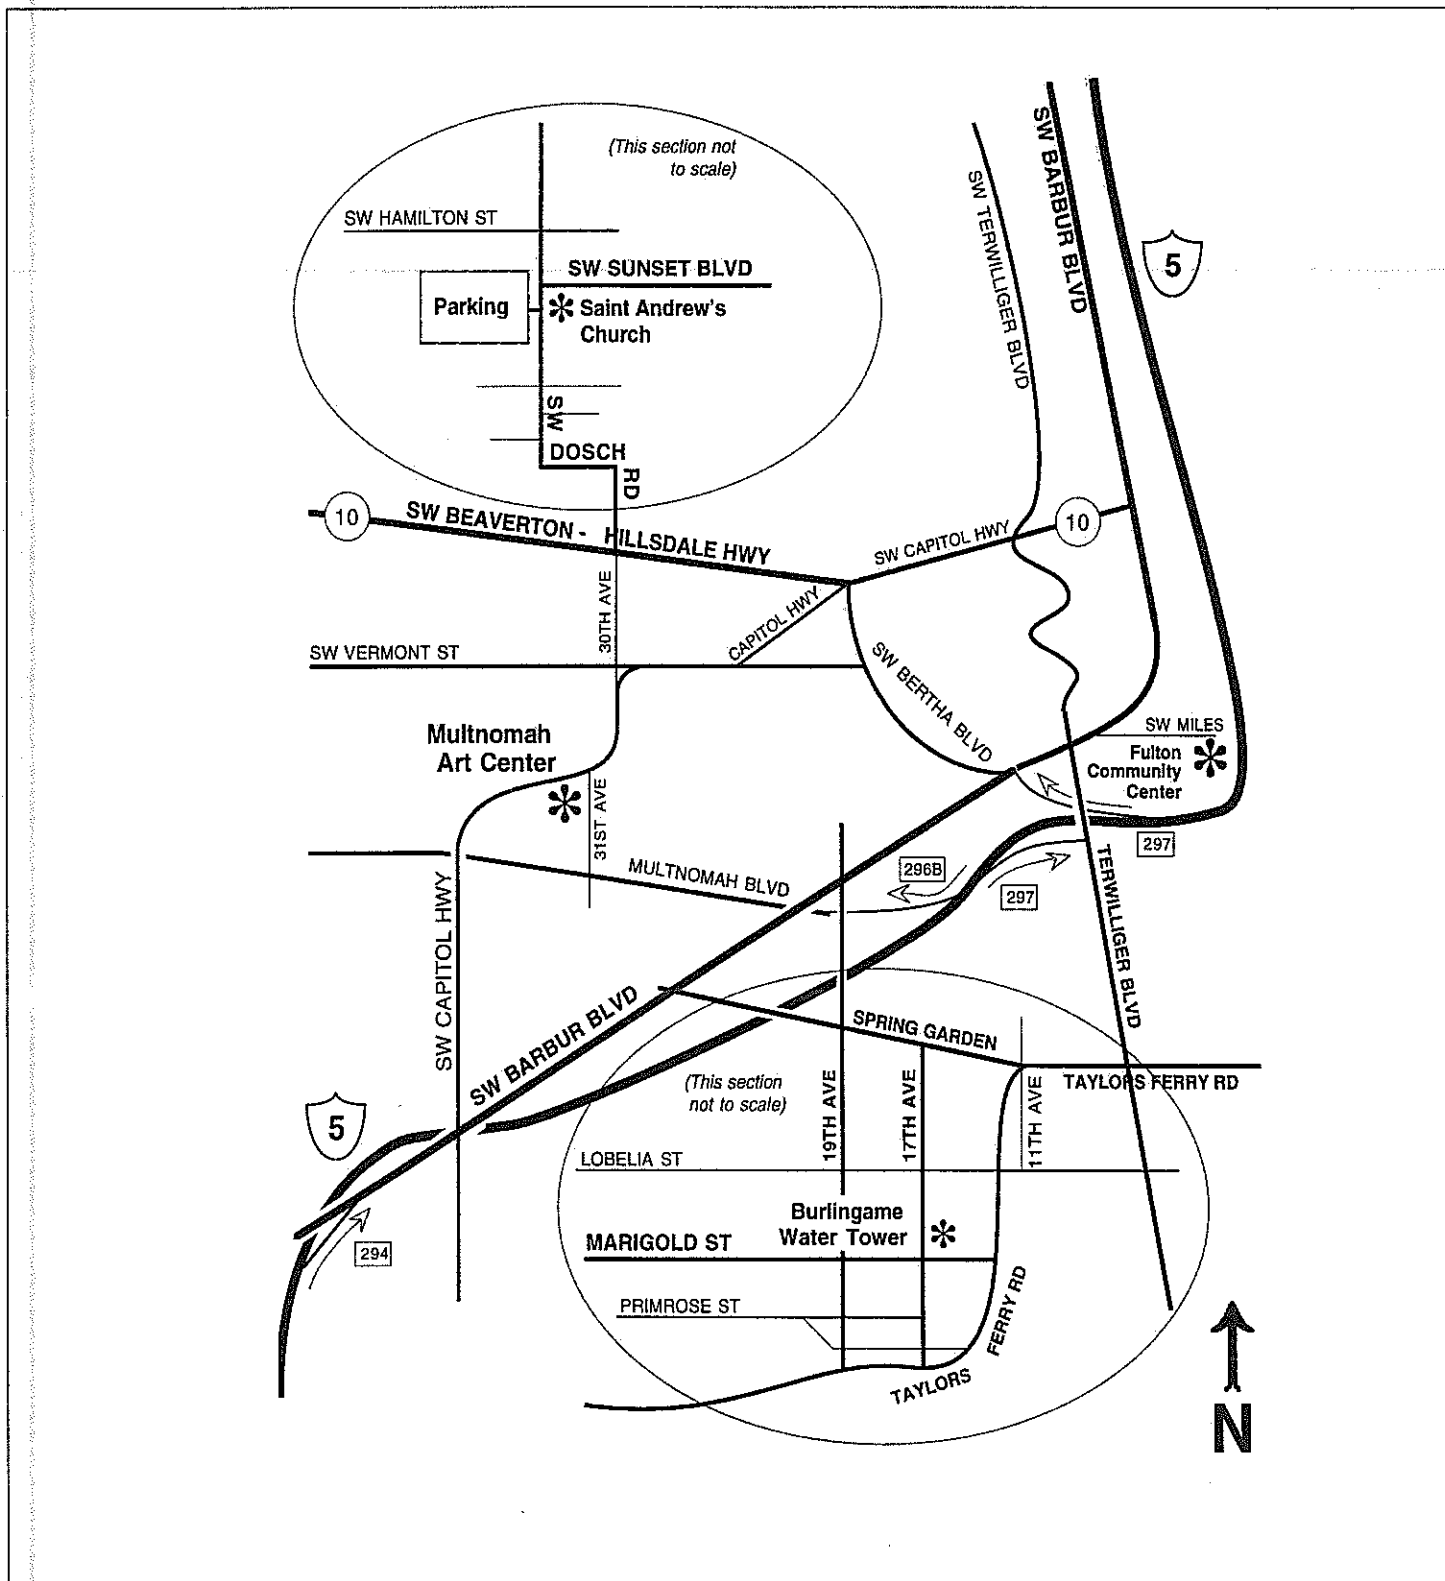 (This section not
to scale)
SW HAMILTON ST
SW SUNSET BLVD
Parking
Saint Andrew's
Church
SW
DOSCH
RD
SW TERWILLIGER BLVD
SW BARBUR BLVD
5
10
SW BEAVERTON - HILLSDALE HWY
SW CAPITOL HWY
10
30TH AVE
CAPITOL HWY
SW VERMONT ST
SW BERTHA BLVD
SW MILES
Fulton
Community
Center
Multnomah
Art Center
31ST AVE
MULTNOMAH BLVD
296B
297
297
SW CAPITOL HWY
TERWILLIGER BLVD
SW BARBUR BLVD
SPRING GARDEN
TAYLORS FERRY RD
(This section
not to scale)
19TH AVE
17TH AVE
11TH AVE
5
LOBELIA ST
Burlingame
Water Tower
MARIGOLD ST
294
PRIMROSE ST
TAYLORS
FERRY RD
N